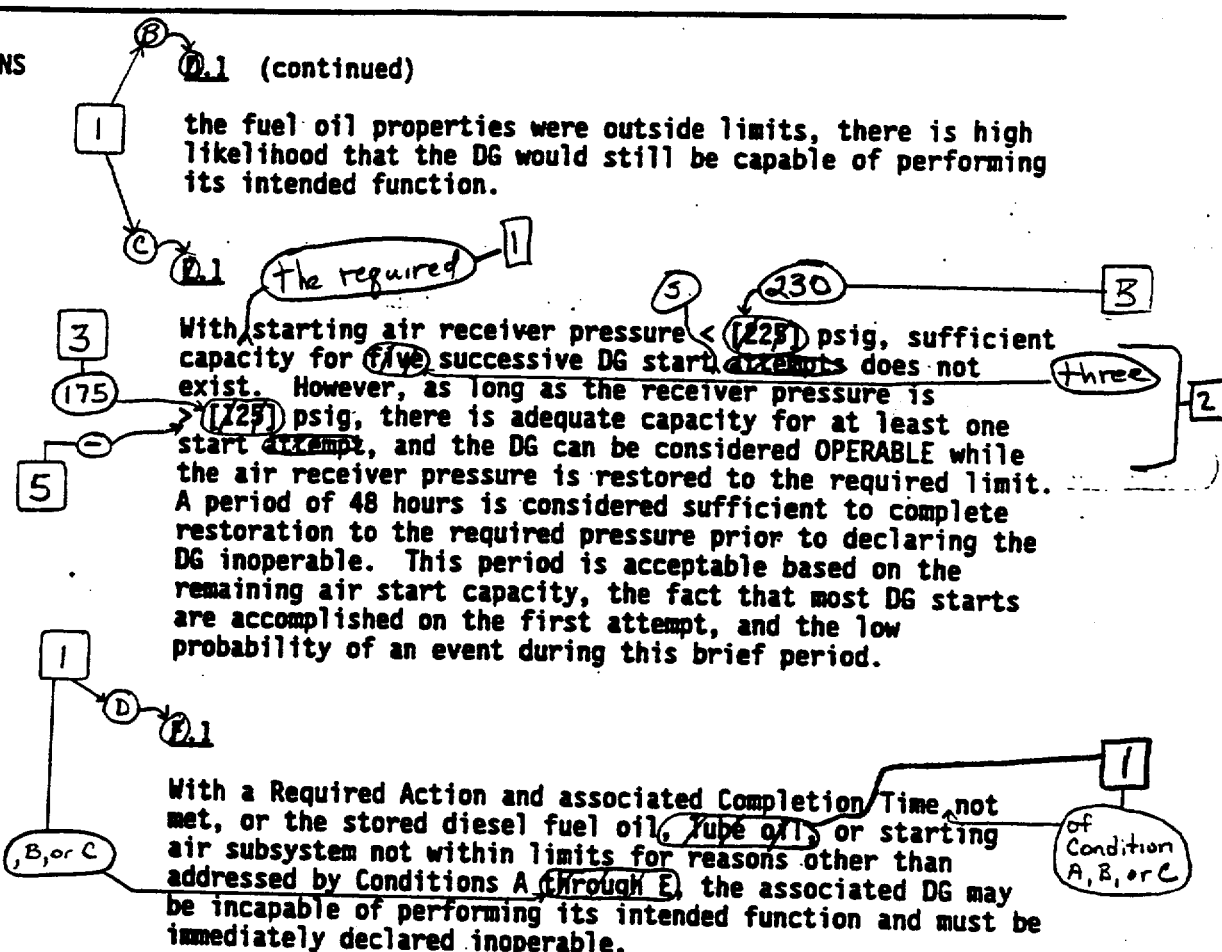 B
NS D.1 (continued)
1
the fuel oil properties were outside limits, there is high
likelihood that the DG would still be capable of performing
its intended function.
C
E.1 the required 1
s 230 3
3
With starting air receiver pressure < [225] psig, sufficient
capacity for five successive DG start attempts does not
three
175
exist. However, as long as the receiver pressure is
2
> [125] psig, there is adequate capacity for at least one
–
start attempt, and the DG can be considered OPERABLE while
5
the air receiver pressure is restored to the required limit.
A period of 48 hours is considered sufficient to complete
restoration to the required pressure prior to declaring the
DG inoperable. This period is acceptable based on the
remaining air start capacity, the fact that most DG starts
are accomplished on the first attempt, and the low
probability of an event during this brief period.
1
D
F.1
1
With a Required Action and associated Completion Time not
met, or the stored diesel fuel oil, lube oil, or starting
of
Condition
A, B, or C
air subsystem not within limits for reasons other than
, B, or C
addressed by Conditions A through E, the associated DG may
be incapable of performing its intended function and must be
immediately declared inoperable.